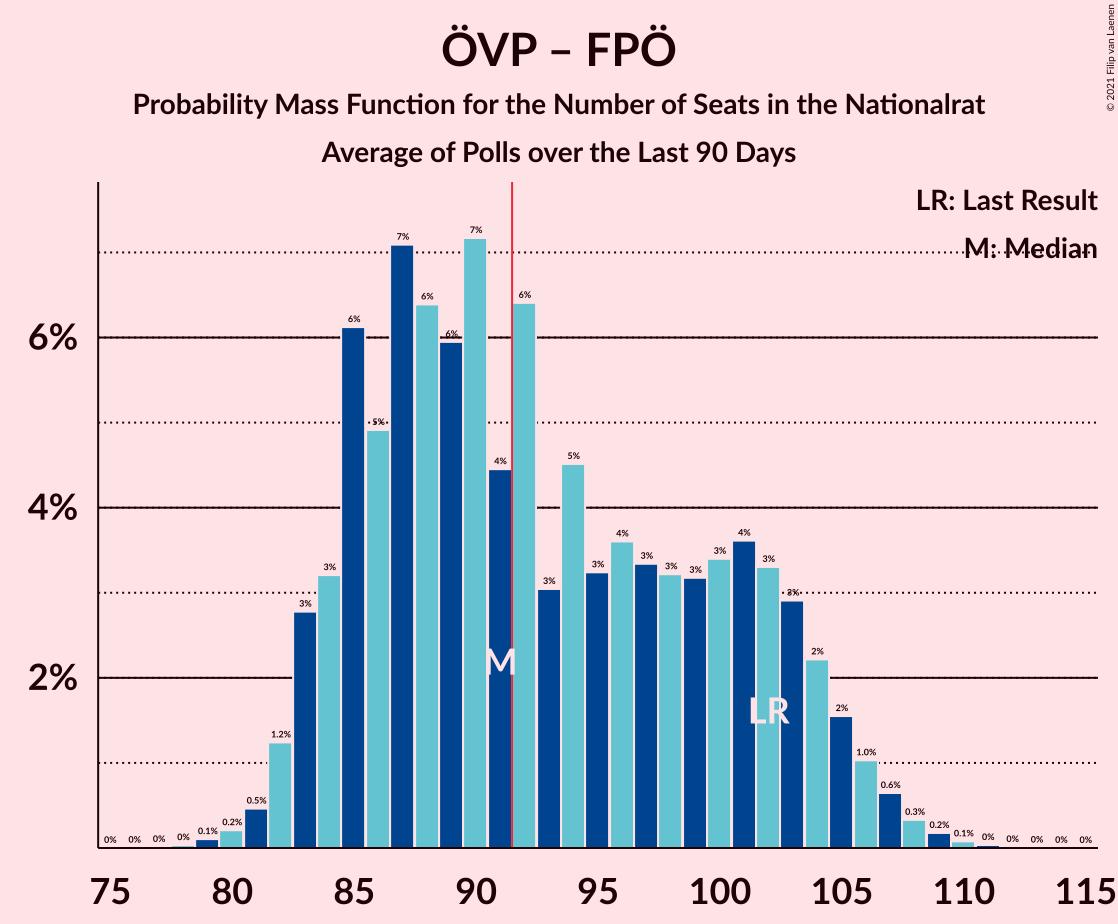 ÖVP – FPÖ
Probability Mass Function for the Number of Seats in the Nationalrat
Average of Polls over the Last 90 Days
© 2021 Filip van Laenen
LR: Last Result
M: Median
6%
4%
2%
0% 0% 0% 0% 0.1% 0.2% 0.5% 1.2% 3% 3% 6% 5% 7% 6% 6% 7% 4% 6% 3% 5% 3% 4% 3% 3% 3% 3% 4% 3% 3% 2% 2% 1.0% 0.6% 0.3% 0.2% 0.1% 0% 0% 0% 0% 0%
M
LR
75 80 85 90 95 100 105 110 115